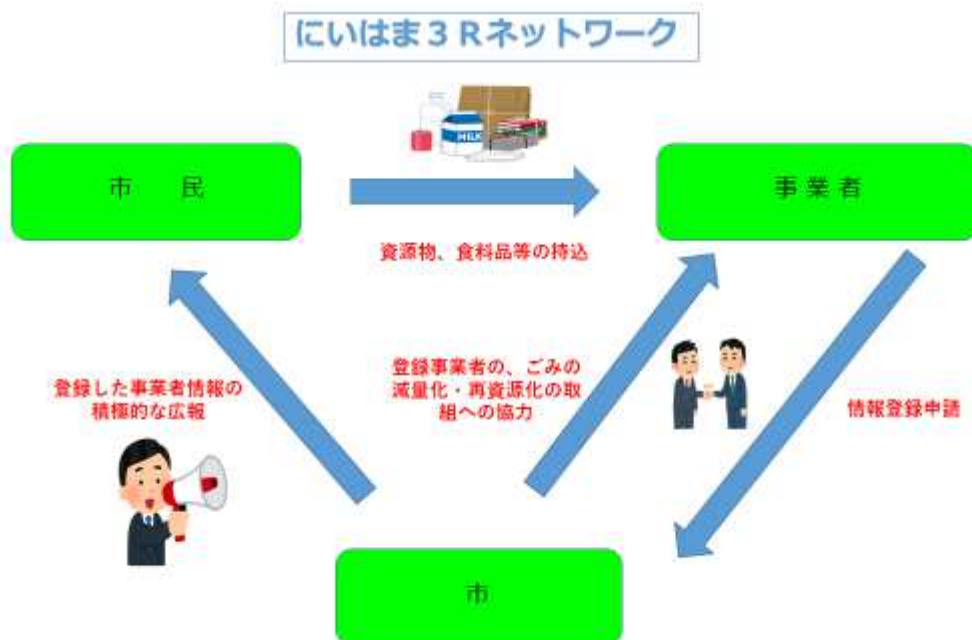 にいはま３Ｒネットワーク
MILK
市　　民
事 業 者
資源物、食料品等の持込
登録した事業者情報の
積極的な広報
登録事業者の、ごみの
減量化・再資源化の取
組への協力
情報登録申請
市